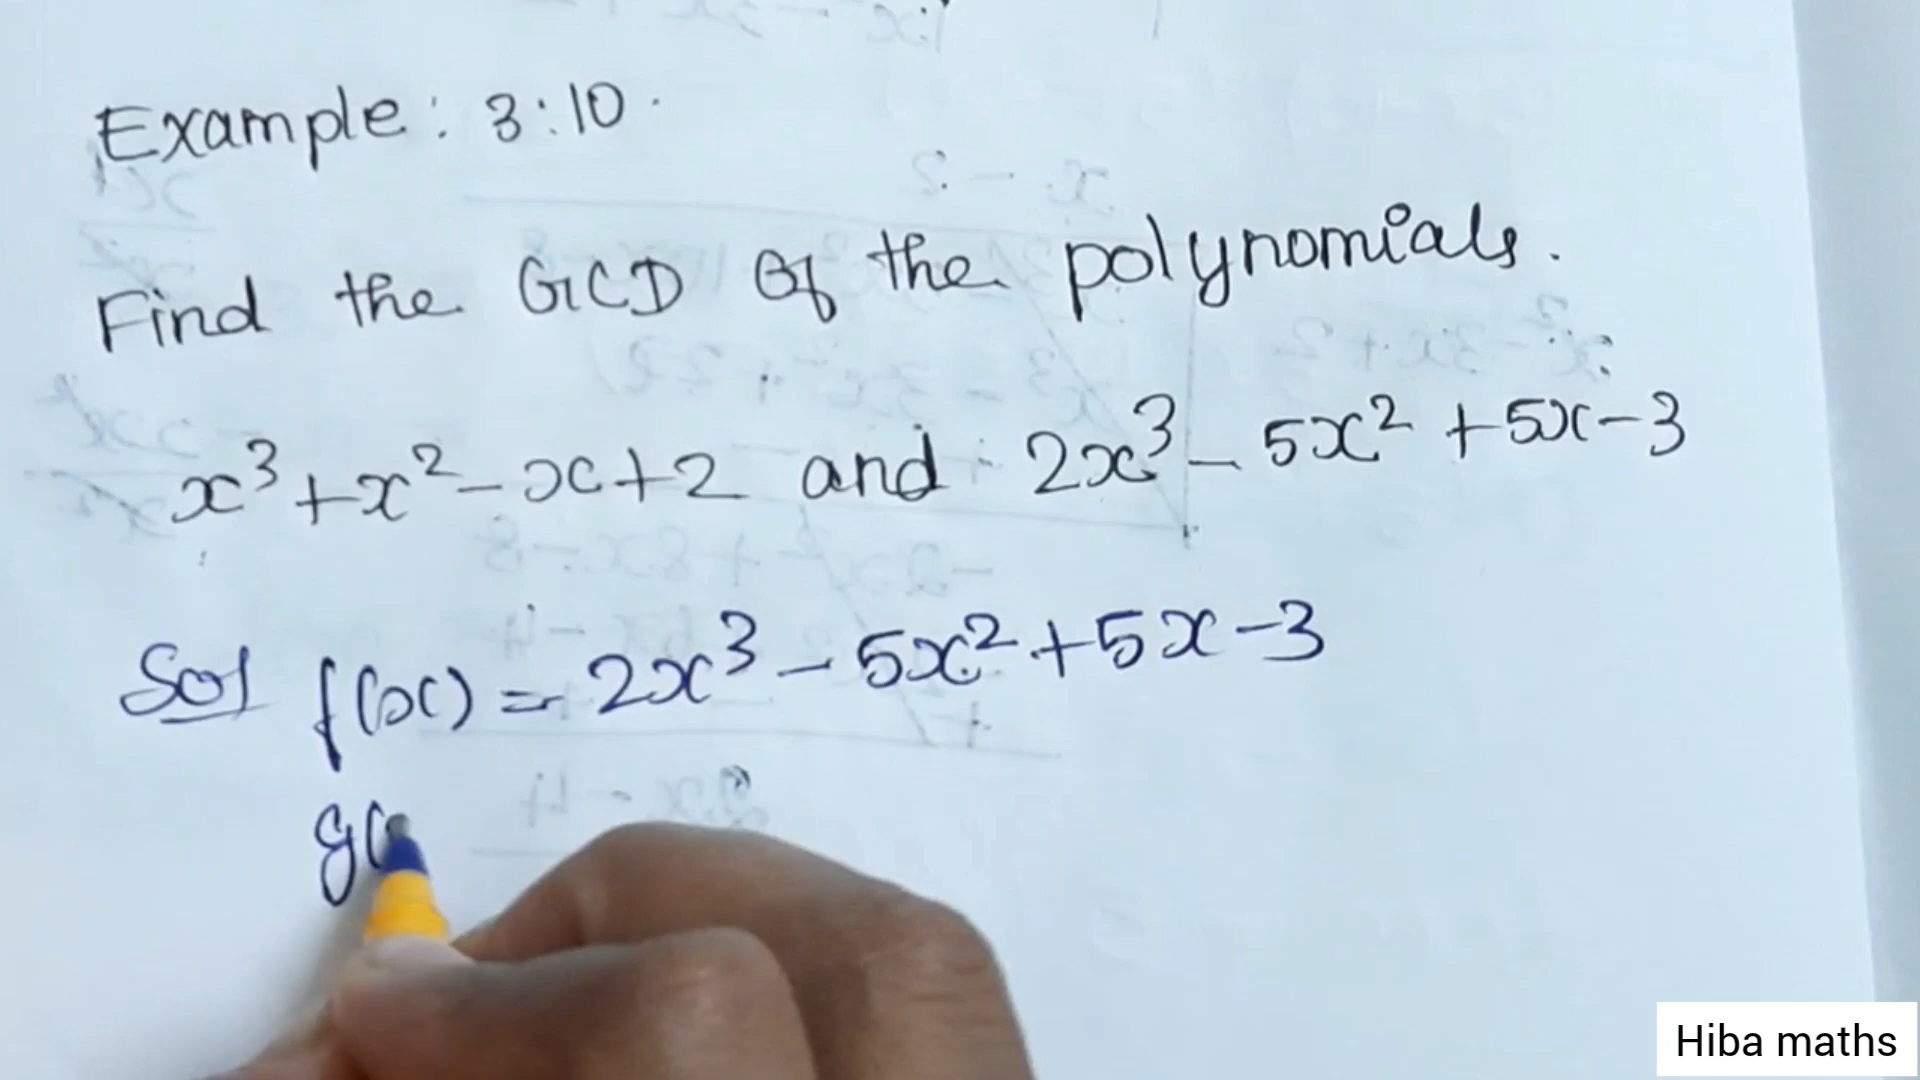 Example: 3:10.
Find the GCD of the polynomials.
x³+x²-x+2 and 2x³-5x²+5x-3
Sol f(x) = 2x³-5x²+5x-3
g(
Hiba maths